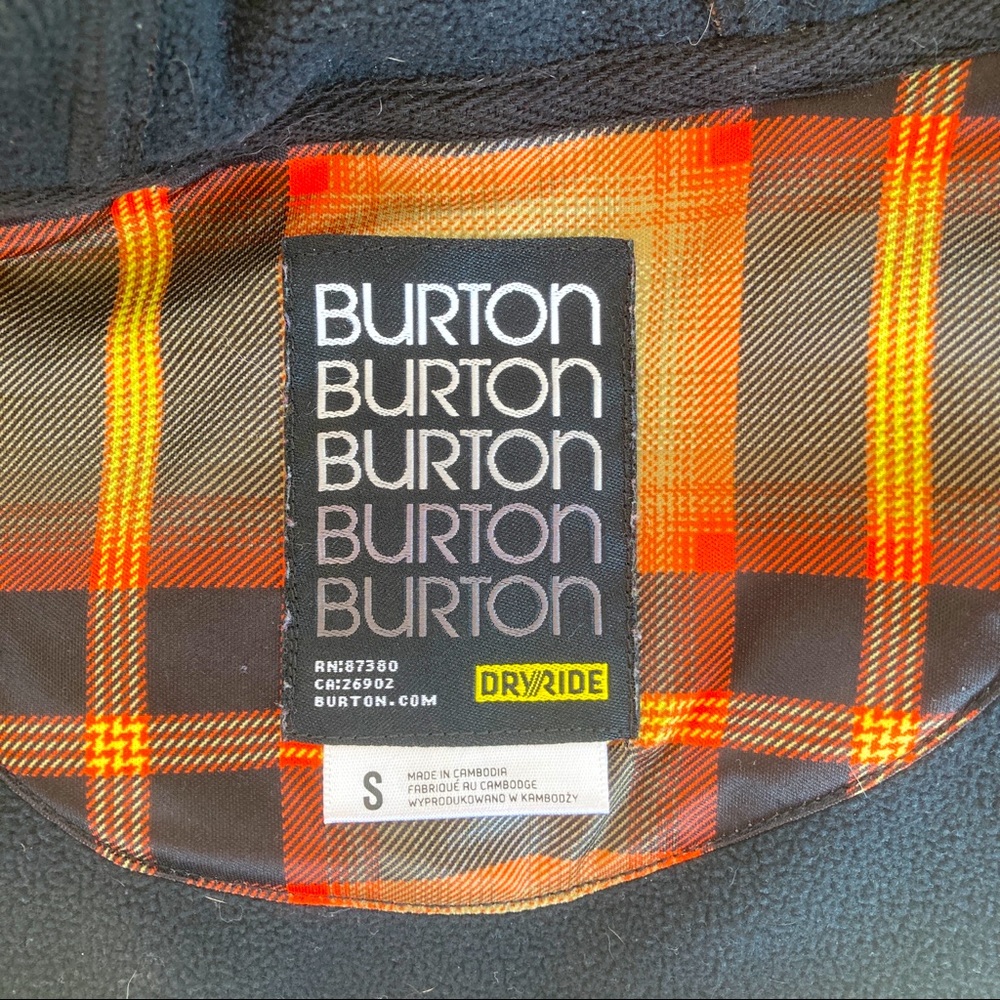 BURTON
BURTON
BURTON
BURTON
BURTON
RN:87380
CA:26902
BURTON.COM
DRYRIDE
S
MADE IN CAMBODIA
FABRIQUÉ AU CAMBODGE
WYPRODUKOWANO W KAMBODŻY